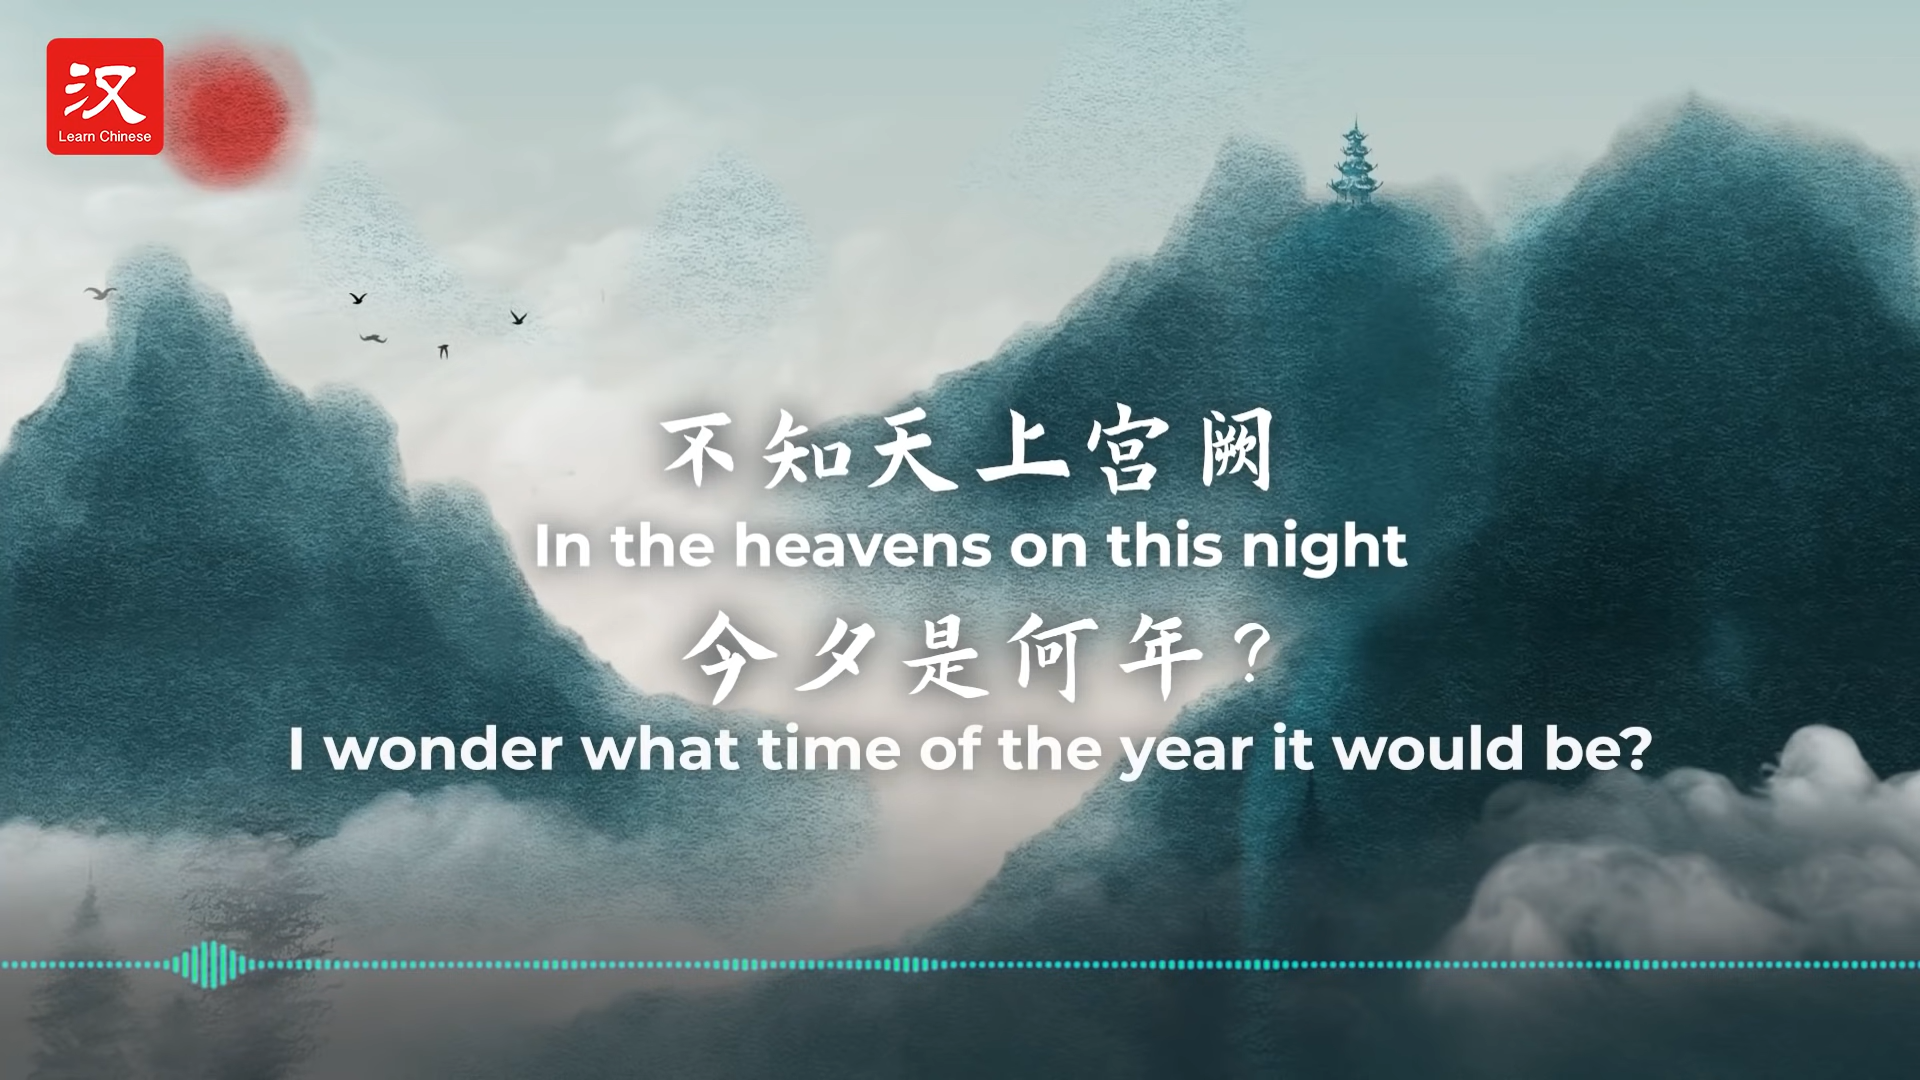 汉
Learn Chinese
不知天上宫阙
In the heavens on this night
今夕是何年？
I wonder what time of the year it would be?